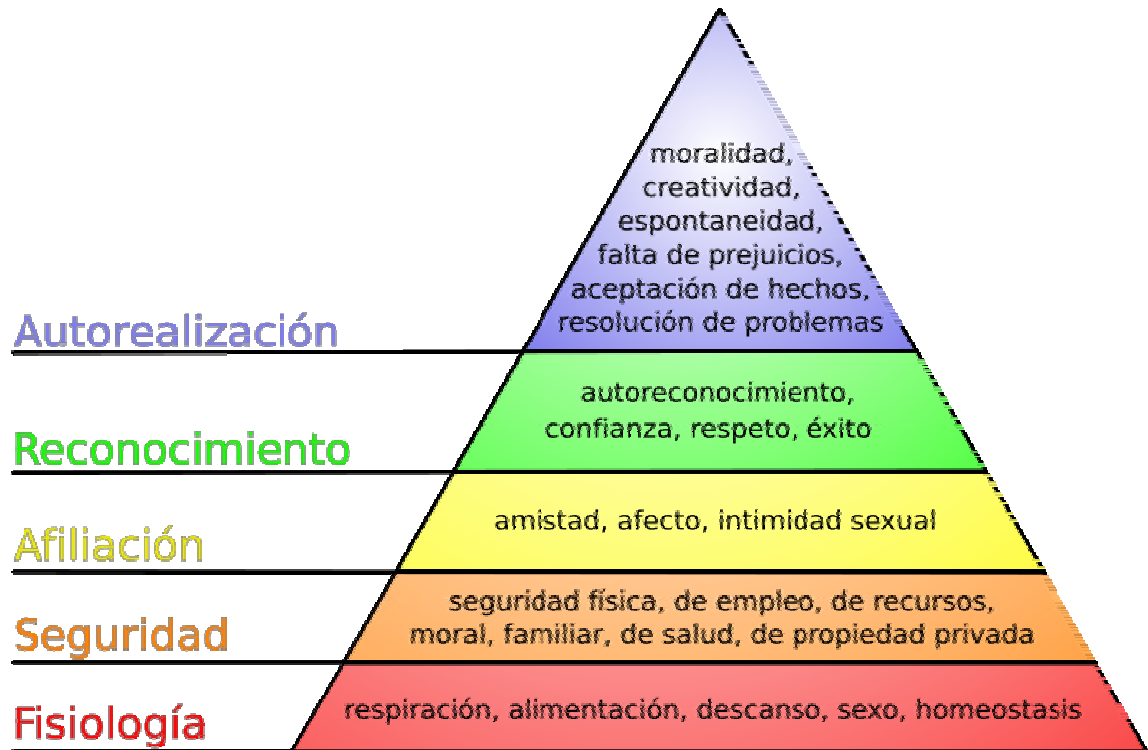 moralidad,
creatividad,
espontaneidad,
falta de prejuicios,
aceptación de hechos,
resolución de problemas
Autorealización
autoreconocimiento,
confianza, respeto, éxito
Reconocimiento
amistad, afecto, intimidad sexual
Afiliación
seguridad física, de empleo, de recursos,
moral, familiar, de salud, de propiedad privada
Seguridad
respiración, alimentación, descanso, sexo, homeostasis
Fisiología